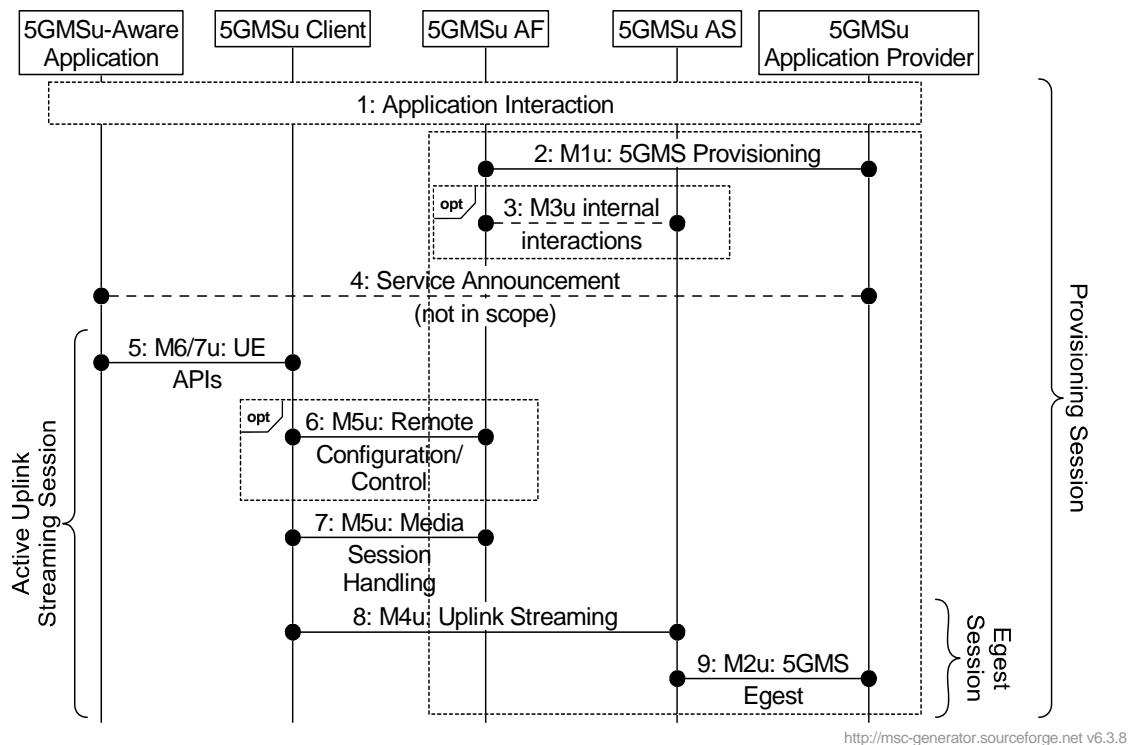 5GMSu-Aware
Application
5GMSu Client
5GMSu AF
5GMSu AS
5GMSu
Application Provider
1: Application Interaction
2: M1u: 5GMS Provisioning
opt
3: M3u internal
interactions
4: Service Announcement
(not in scope)
5: M6/7u: UE
APIs
opt
6: M5u: Remote
Configuration/
Control
7: M5u: Media
Session
Handling
8: M4u: Uplink Streaming
9: M2u: 5GMS
Egest
Active Uplink
Streaming Session
Provisioning Session
Egest
Session
http://msc-generator.sourceforge.net v6.3.8